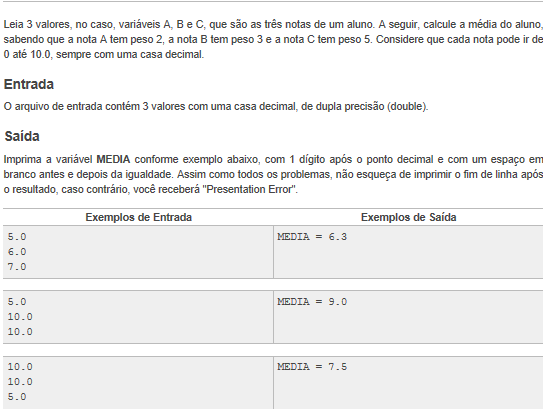 Leia 3 valores, no caso, variáveis A, B e C, que são as três notas de um aluno. A seguir, calcule a média do aluno,
sabendo que a nota A tem peso 2, a nota B tem peso 3 e a nota C tem peso 5. Considere que cada nota pode ir de
0 até 10.0, sempre com uma casa decimal.
Entrada
O arquivo de entrada contém 3 valores com uma casa decimal, de dupla precisão (double).
Saída
Imprima a variável MEDIA conforme exemplo abaixo, com 1 dígito após o ponto decimal e com um espaço em
branco antes e depois da igualdade. Assim como todos os problemas, não esqueça de imprimir o fim de linha após
o resultado, caso contrário, você receberá "Presentation Error".
Exemplos de Entrada Exemplos de Saída
5.0 MEDIA = 6.3
6.0
7.0
5.0 MEDIA = 9.0
10.0
10.0
10.0 MEDIA = 7.5
10.0
5.0